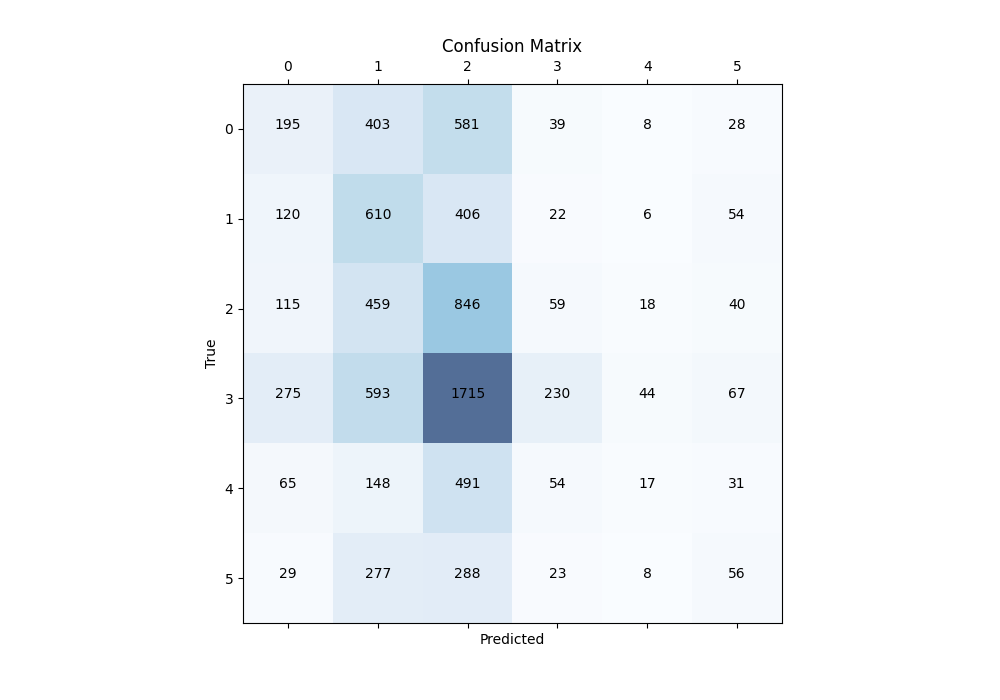 Confusion Matrix
0 1 2 3 4 5
0 195 403 581 39 8 28
1 120 610 406 22 6 54
2 115 459 846 59 18 40
True
3 275 593 1715 230 44 67
4 65 148 491 54 17 31
5 29 277 288 23 8 56
Predicted